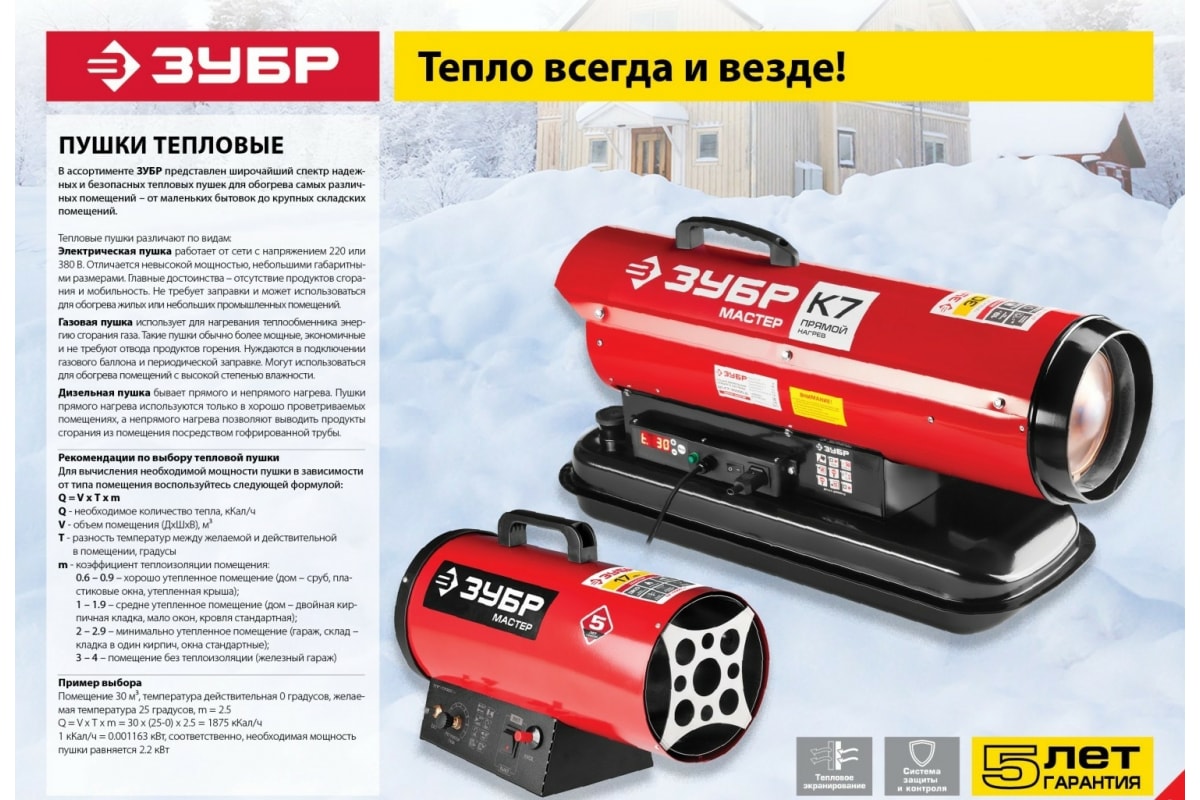 ЗУБР
Тепло всегда и везде!
ПУШКИ ТЕПЛОВЫЕ
В ассортименте ЗУБР представлен широчайший спектр надеж-
ных и безопасных тепловых пушек для обогрева самых различ-
ных помещений – от маленьких бытовок до крупных складских
помещений.
Тепловые пушки различают по видам:
Электрическая пушка работает от сети с напряжением 220 или
380 В. Отличается невысокой мощностью, небольшими габаритны-
ми размерами. Главные достоинства – отсутствие продуктов сгора-
ния и мобильность. Не требует заправки и может использоваться
для обогрева жилых или небольших промышленных помещений.
Газовая пушка использует для нагревания теплообменника энер-
гию сгорания газа. Такие пушки обычно более мощные, экономичные
и не требуют отвода продуктов горения. Нуждаются в подключении
газового баллона и периодической заправке. Могут использоваться
для обогрева помещений с высокой степенью влажности.
Дизельная пушка бывает прямого и непрямого нагрева. Пушки
прямого нагрева используются только в хорошо проветриваемых
помещениях, а непрямого нагрева позволяют выводить продукты
сгорания из помещения посредством гофрированной трубы.
Рекомендации по выбору тепловой пушки
Для вычисления необходимой мощности пушки в зависимости
от типа помещения воспользуйтесь следующей формулой:
Q = V x T x m
Q - необходимое количество тепла, кКал/ч
V - объем помещения (ДхШхВ), м³
T - разность температур между желаемой и действительной
в помещении, градусы
m - коэффициент теплоизоляции помещения:
0.6 – 0.9 – хорошо утепленное помещение (дом – сруб, пла-
стиковые окна, утепленная крыша);
1 – 1.9 – средне утепленное помещение (дом – двойная кир-
пичная кладка, мало окон, кровля стандартная);
2 – 2.9 – минимально утепленное помещение (гараж, склад –
кладка в один кирпич, окна стандартные);
3 – 4 – помещение без теплоизоляции (железный гараж)
Пример выбора
Помещение 30 м³, температура действительная 0 градусов, желае-
мая температура 25 градусов, m = 2.5
Q = V x T x m = 30 x (25-0) x 2.5 = 1875 кКал/ч
1 кКал/ч = 0.001163 кВт, соответственно, необходимая мощность
пушки равняется 2.2 кВт
ЗУБР
МАСТЕР
К7
ПРЯМОЙ
НАГРЕВ
ЗУБР
30
ЗУБР
ВНИМАНИЕ!
30
ЗУБР
ЗУБР
МАСТЕР
17
5
Тепловое
экранирование
Система
защиты
и контроля
5 ЛЕТ
ГАРАНТИЯ